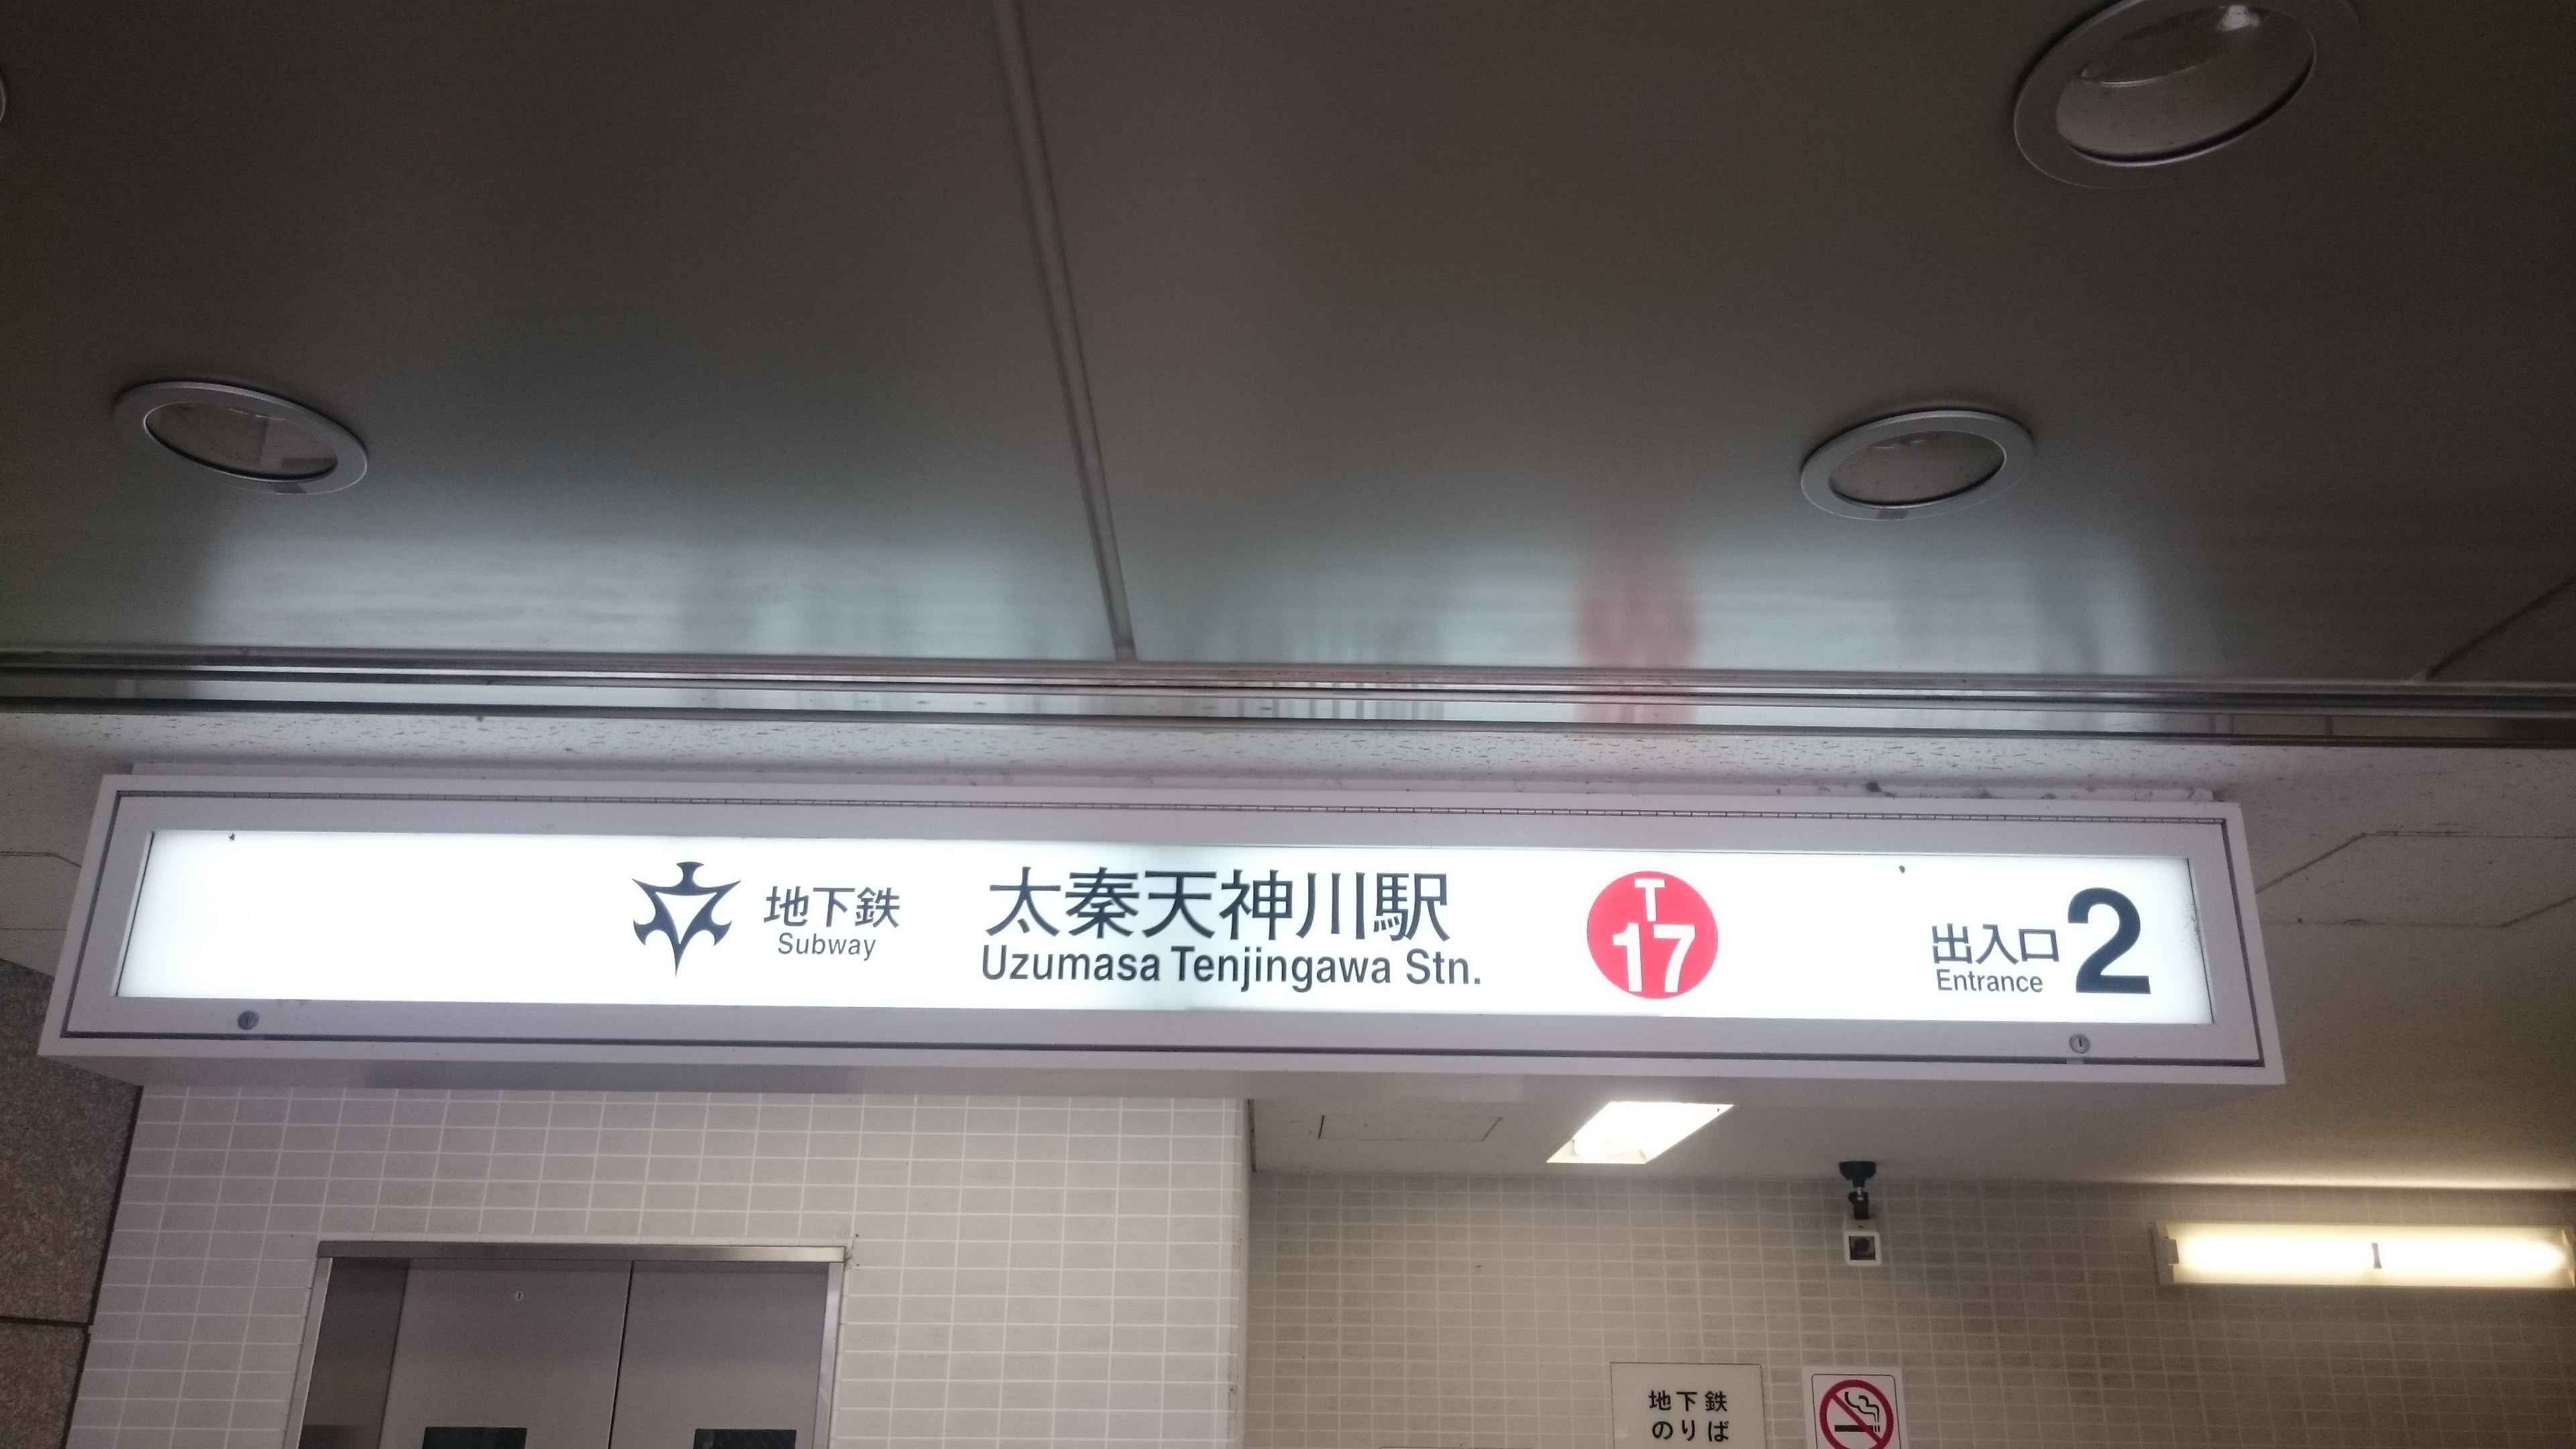 地下鉄
Subway
太秦天神川駅
Uzumasa Tenjingawa Stn.
T
17
出入口
Entrance
2
地下鉄
のりば